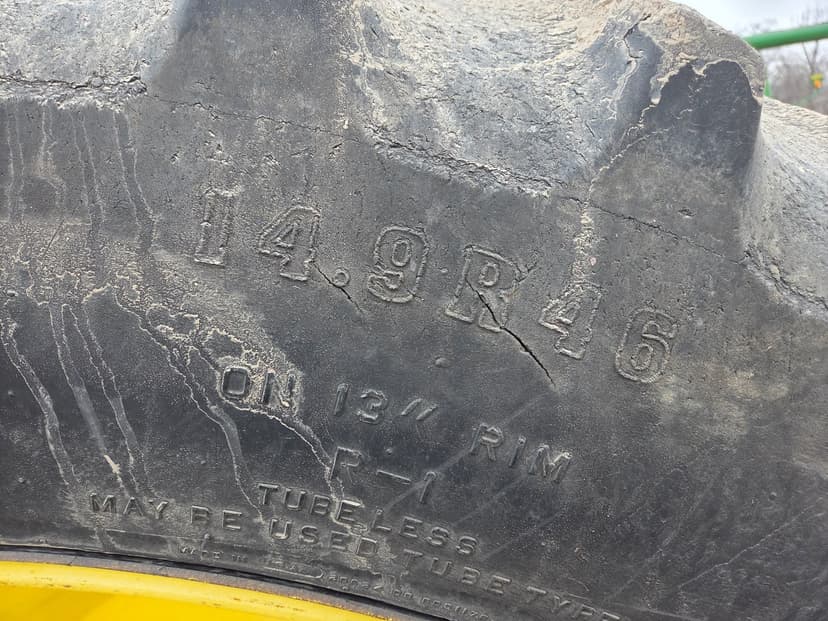 14.9R46
ON 13" RIM
R-1
TUBELESS
MAY BE USED TUBE TYPE